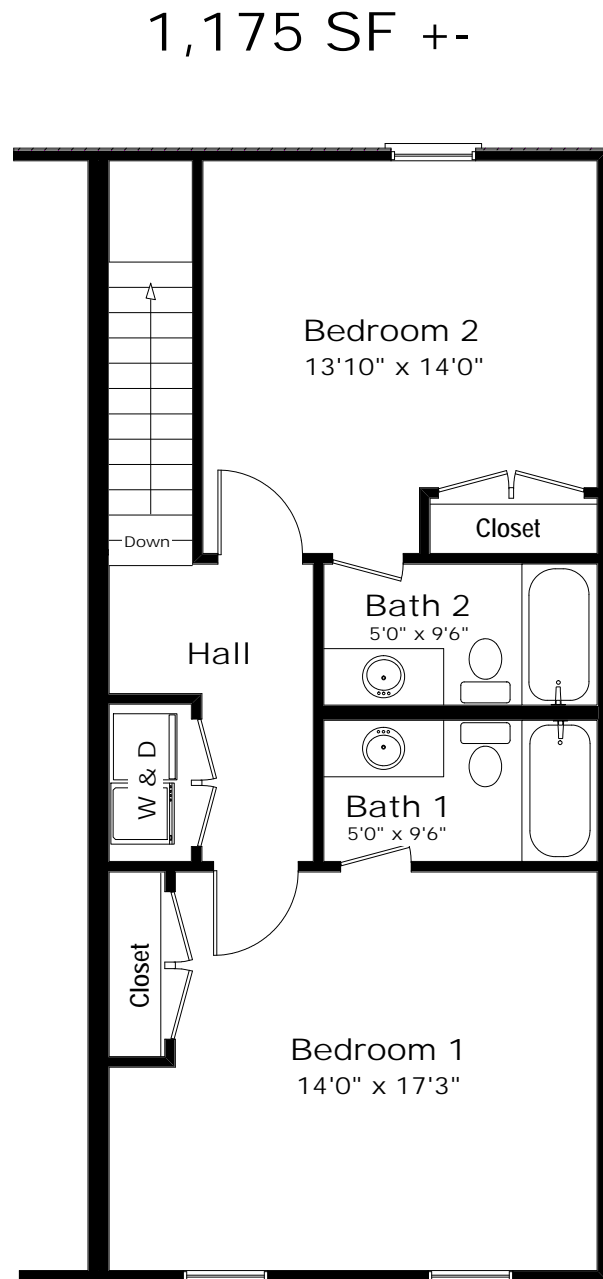 1,175 SF +-
Bedroom 2
13'10" x 14'0"
Closet
Down
Bath 2
5'0" x 9'6"
Hall
W & D
Bath 1
5'0" x 9'6"
Closet
Bedroom 1
14'0" x 17'3"